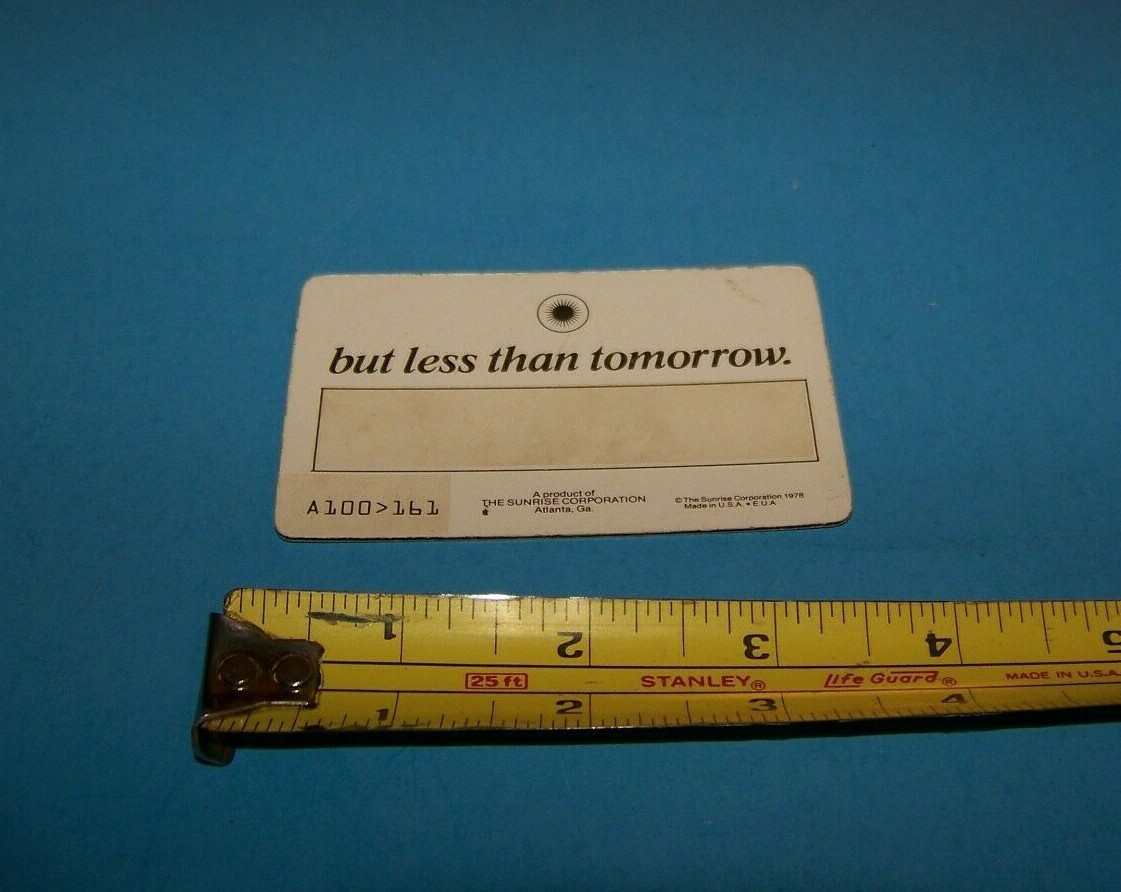 but less than tomorrow.
A100>161
A product of
THE SUNRISE CORPORATION
Atlanta, Ga.
©The Sunrise Corporation 1978
Made in U.S.A. • E.U.A
1 2 3 4 5
25 ft STANLEY® Life Guard® MADE IN U.S.A.
1 2 3 4